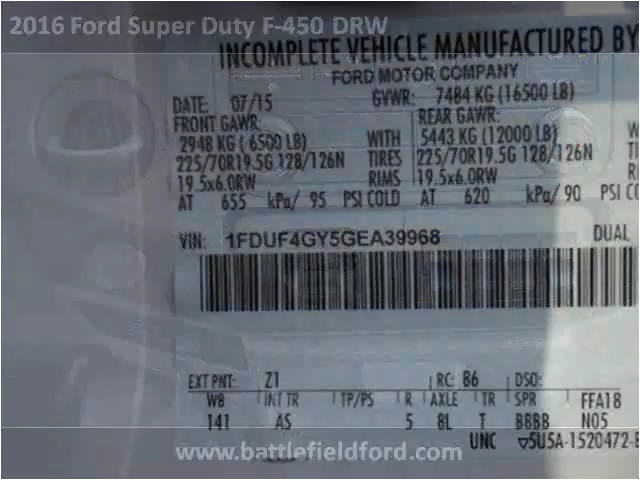 2016 Ford Super Duty F-450 DRW
INCOMPLETE VEHICLE MANUFACTURED BY
FORD MOTOR COMPANY
DATE: 07/15 GVWR: 7484 KG (16500 LB)
FRONT GAWR: REAR GAWR:
2948 KG ( 6500 LB) WITH 5443 KG (12000 LB)
225/70R19.5G 128/126N TIRES 225/70R19.5G 128/126N
19.5x6.0RW RIMS 19.5x6.0RW
AT 655 kPa/ 95 PSI COLD AT 620 kPa/ 90 PSI
VIN: 1FDUF4GY5GEA39968 DUAL
EXT PNT: Z1 RC: B6 DSO:
WB INT TR TP/PS R AXLE TR SPR FFA18
141 AS 5 8L T BBBB N05
UNC ▽5U5A-1520472-
www.battlefieldford.com